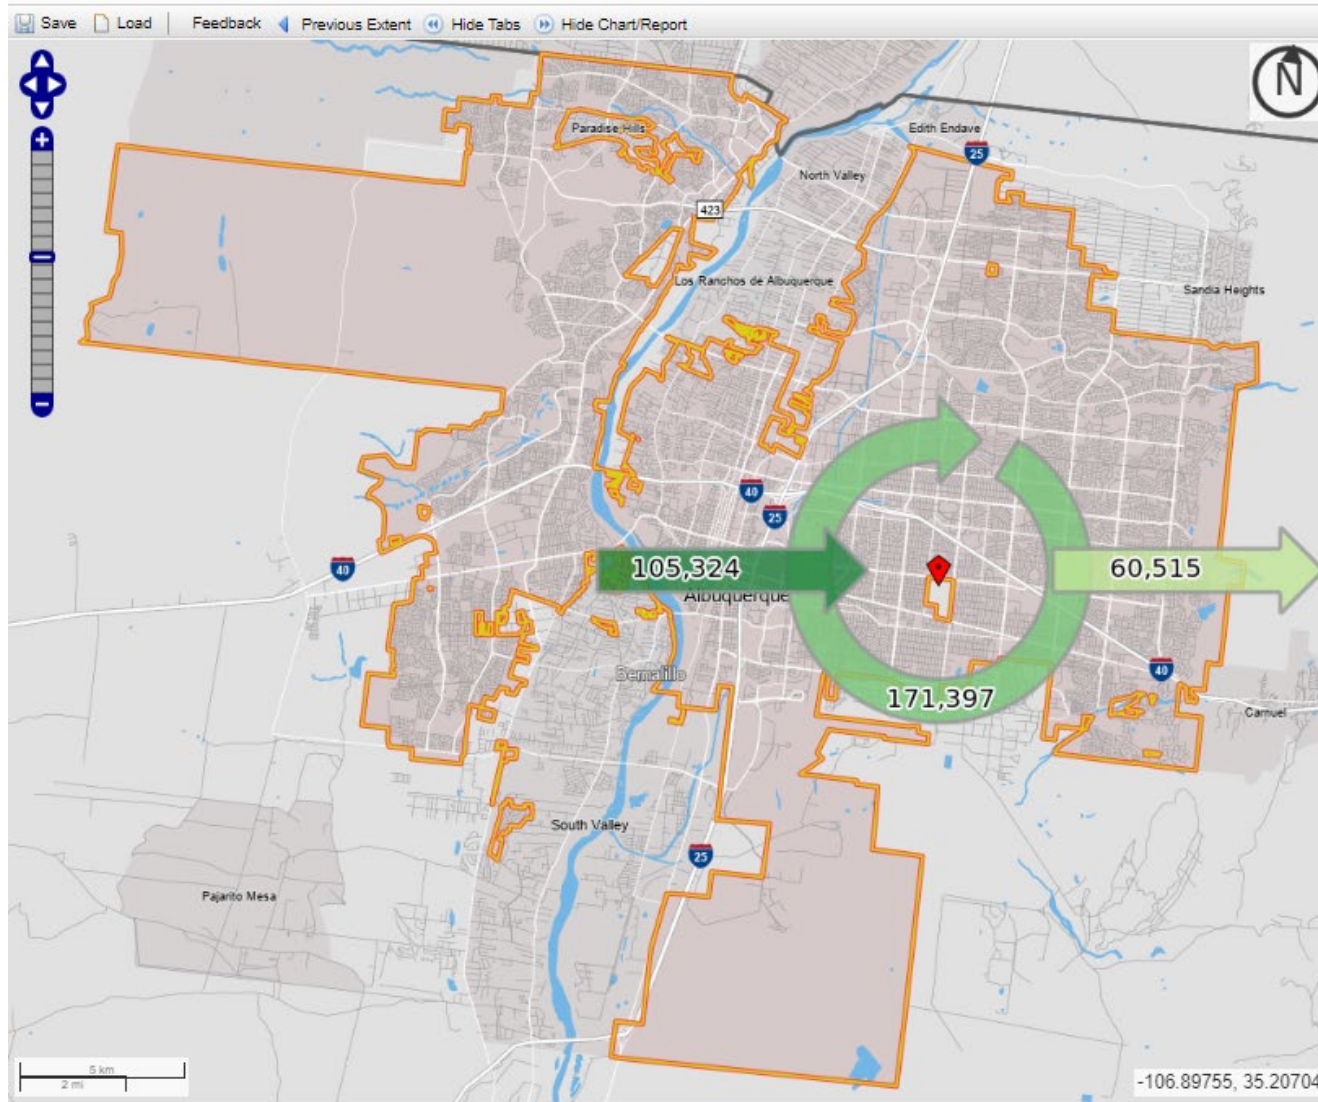 Save Load Feedback Previous Extent Hide Tabs Hide Chart/Report
N
Paradise Hills
Edith Endave
25
North Valley
423
Los Ranchos de Albuquerque
Sandia Heights
40
25
40
105,324
60,515
Albuquerque
Bernalillo
171,397
40
Carnuel
South Valley
25
Pajarito Mesa
5 km
2 mi
-106.89755, 35.20704